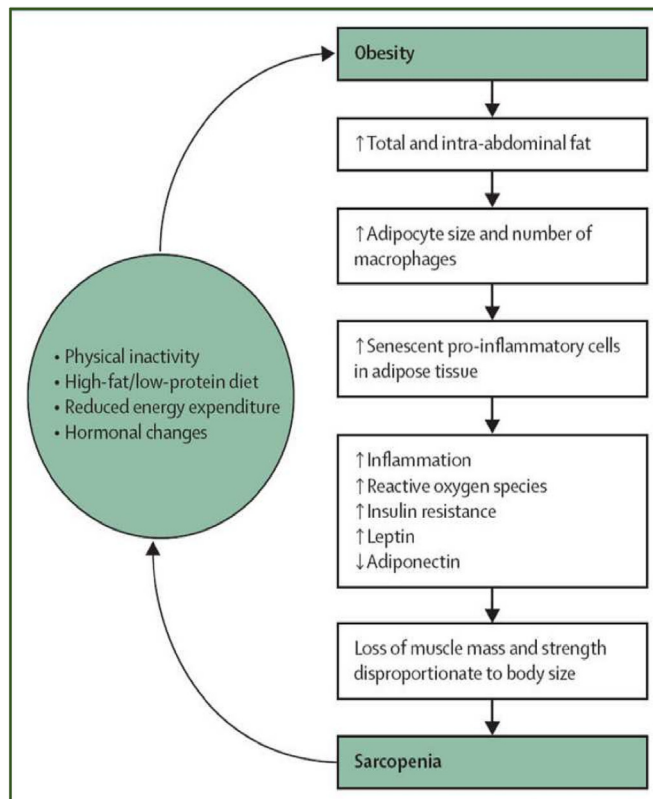 Obesity
↑Total and intra-abdominal fat
↑Adipocyte size and number of
macrophages
↑Senescent pro-inflammatory cells
in adipose tissue
• Physical inactivity
• High-fat/low-protein diet
• Reduced energy expenditure
• Hormonal changes
↑Inflammation
↑Reactive oxygen species
↑Insulin resistance
↑Leptin
↓Adiponectin
Loss of muscle mass and strength
disproportionate to body size
Sarcopenia